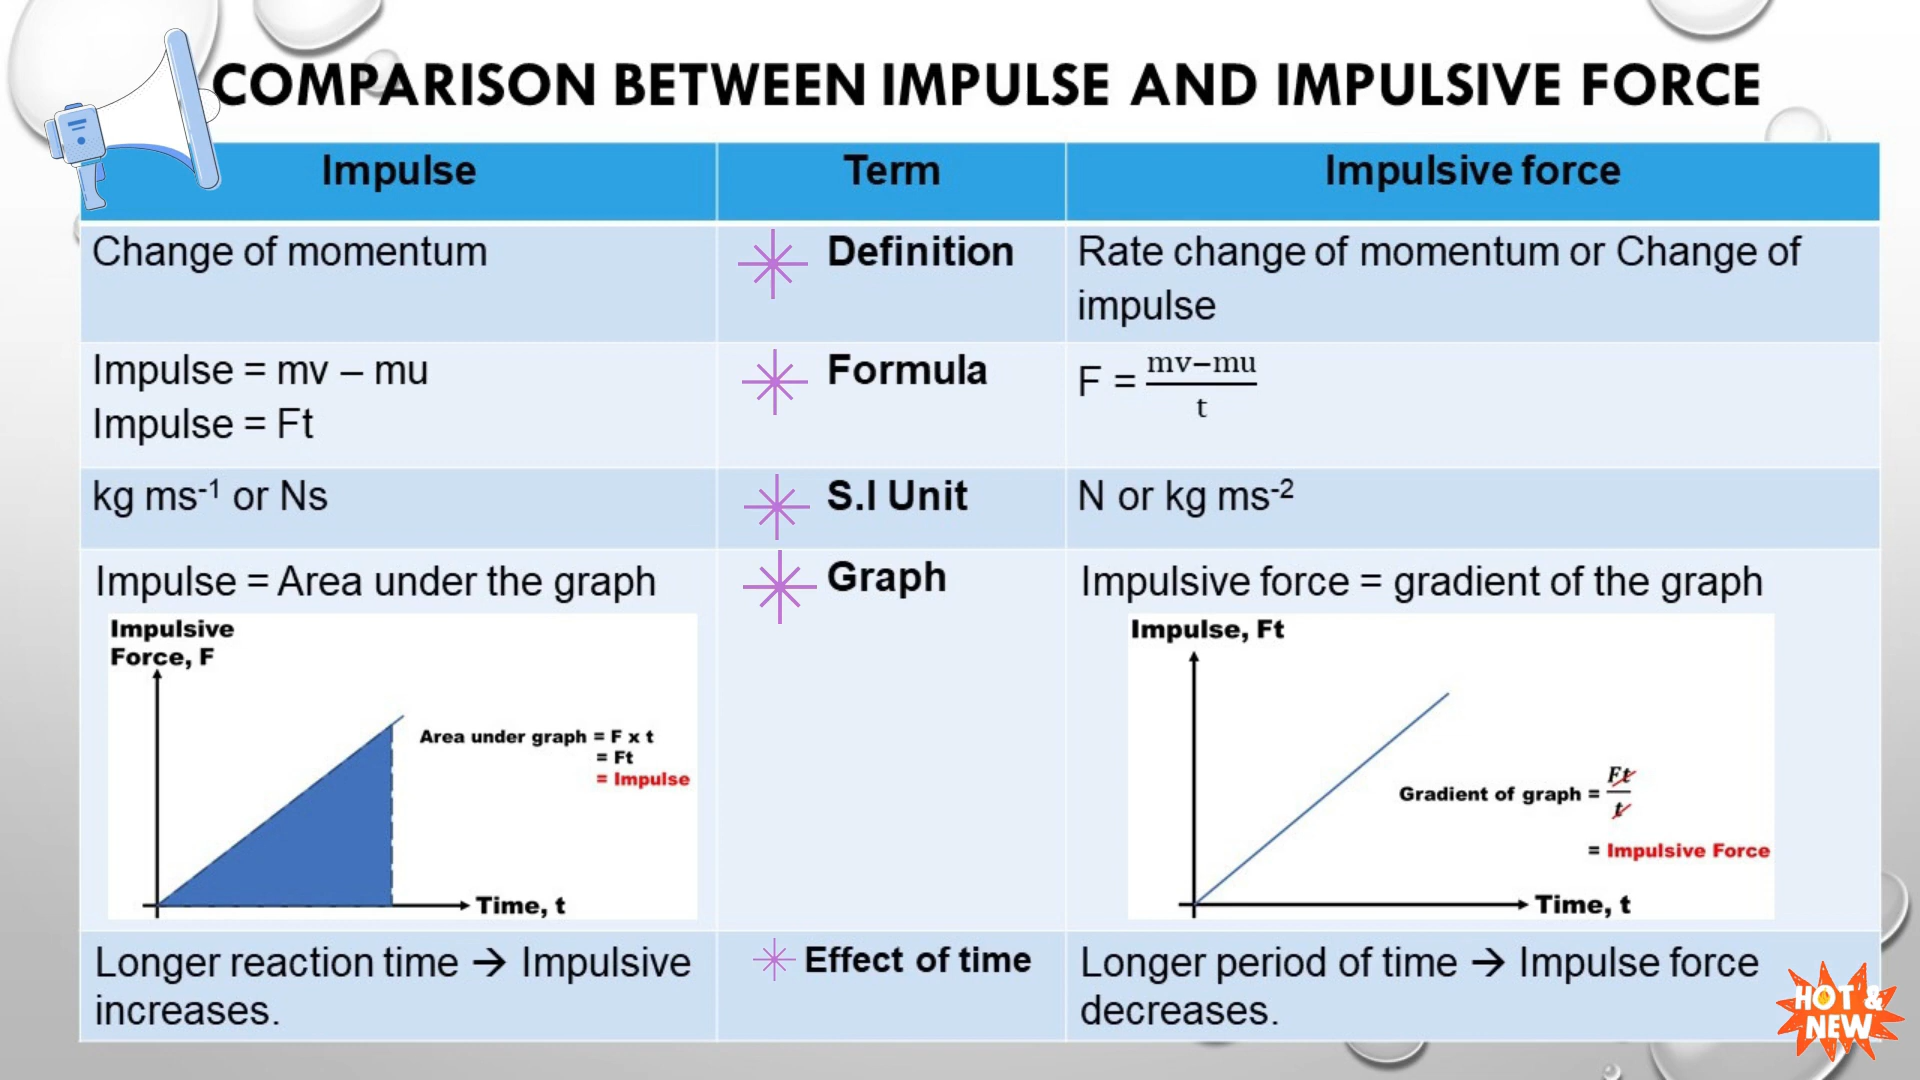 COMPARISON BETWEEN IMPULSE AND IMPULSIVE FORCE
Impulse
Term
Impulsive force
Change of momentum
Definition
Rate change of momentum or Change of
impulse
Impulse = mv – mu
Impulse = Ft
Formula
F = mv−mu
t
kg ms⁻¹ or Ns
S.I Unit
N or kg ms⁻²
Impulse = Area under the graph
Impulsive
Force, F
Area under graph = F x t
= Ft
= Impulse
Time, t
Graph
Impulsive force = gradient of the graph
Impulse, Ft
Gradient of graph = Ft
t
= Impulsive Force
Time, t
Longer reaction time → Impulsive
increases.
Effect of time
Longer period of time → Impulse force
decreases.
HOT &
NEW